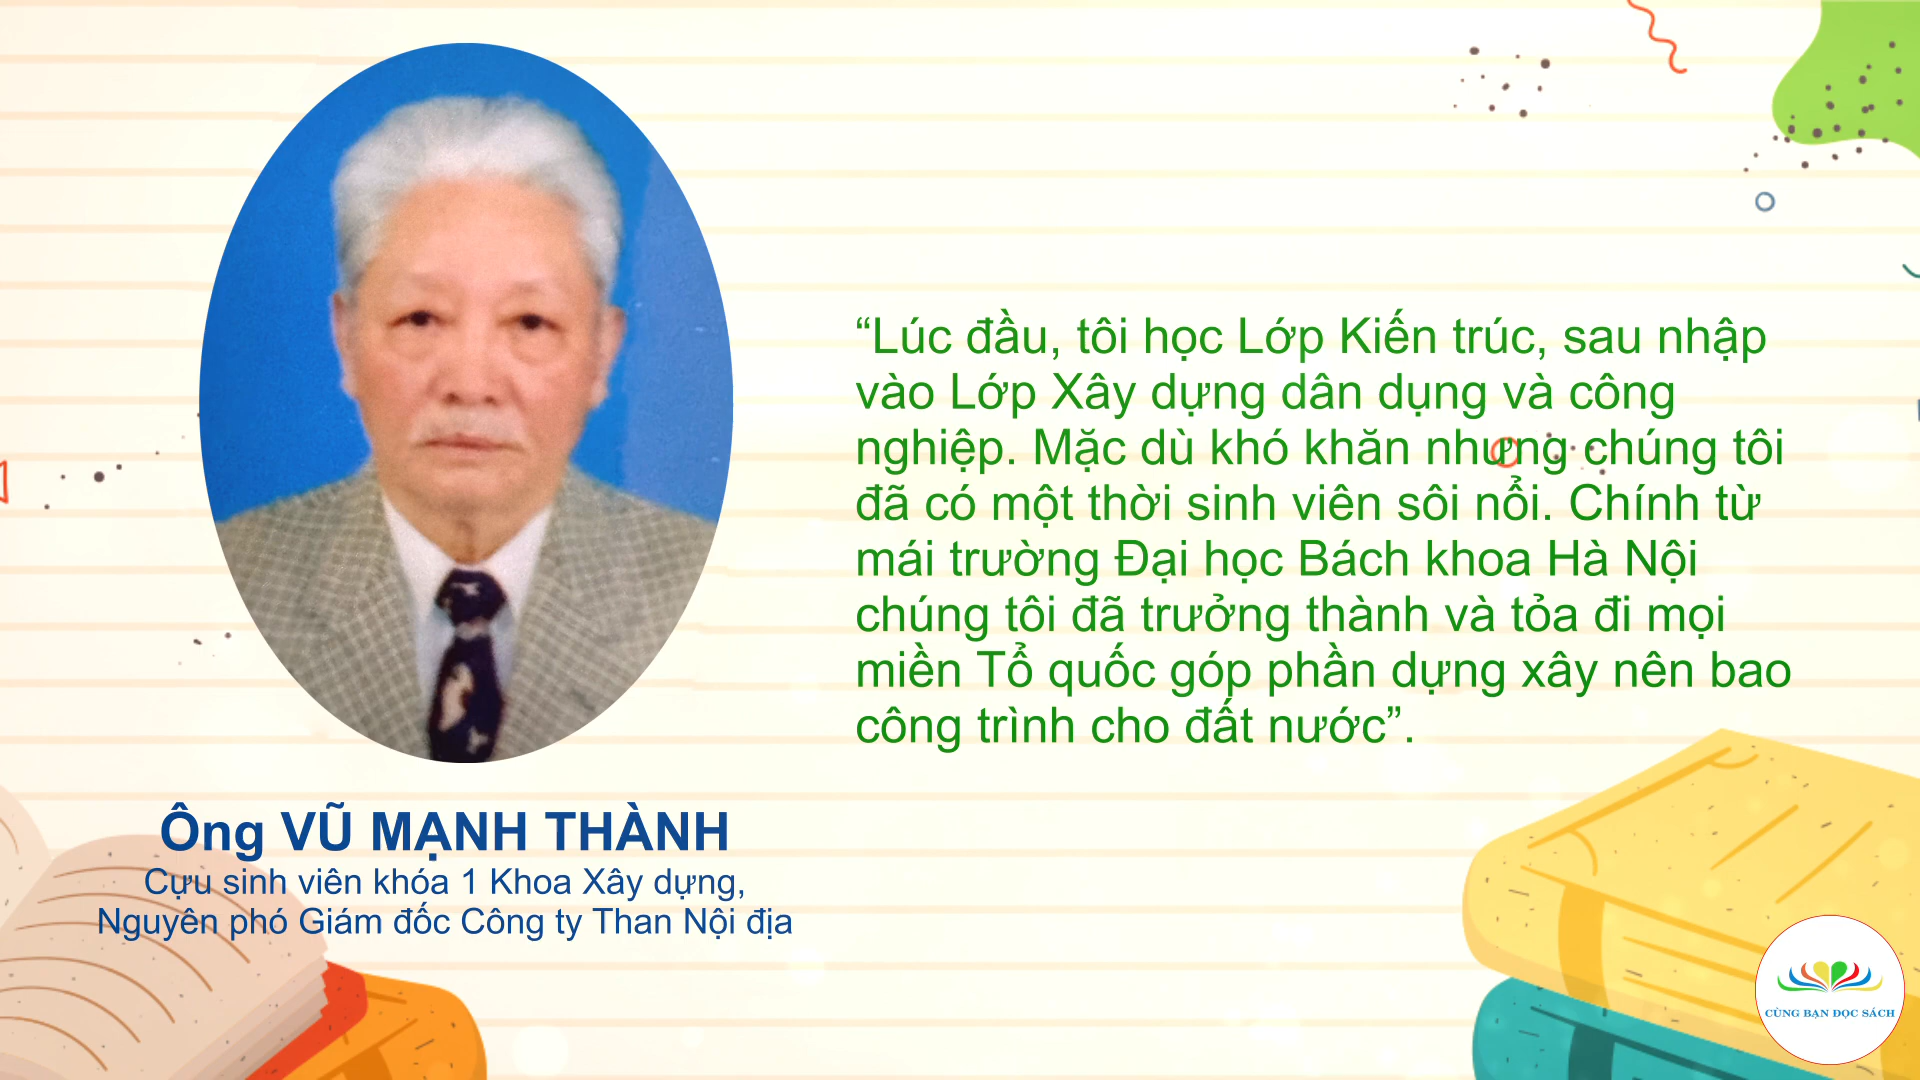 “Lúc đầu, tôi học Lớp Kiến trúc, sau nhập
vào Lớp Xây dựng dân dụng và công
nghiệp. Mặc dù khó khăn nhưng chúng tôi
đã có một thời sinh viên sôi nổi. Chính từ
mái trường Đại học Bách khoa Hà Nội
chúng tôi đã trưởng thành và tỏa đi mọi
miền Tổ quốc góp phần dựng xây nên bao
công trình cho đất nước”.
Ông VŨ MẠNH THÀNH
Cựu sinh viên khóa 1 Khoa Xây dựng,
Nguyên phó Giám đốc Công ty Than Nội địa
CÙNG BẠN ĐỌC SÁCH